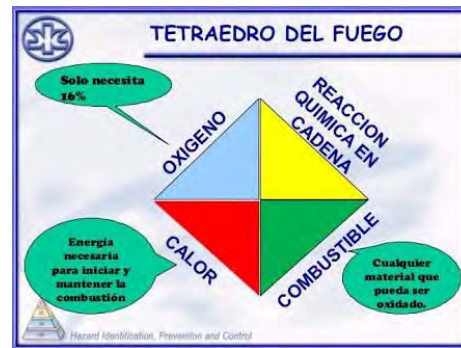 TETRAEDRO DEL FUEGO
Solo necesita
16%
OXIGENO
REACCION
QUIMICA EN
CADENA
Energía
necesaria
para iniciar y
mantener la
combustión
CALOR
COMBUSTIBLE
Cualquier
material que
pueda ser
oxidado.
Hazard Identification, Prevention and Control